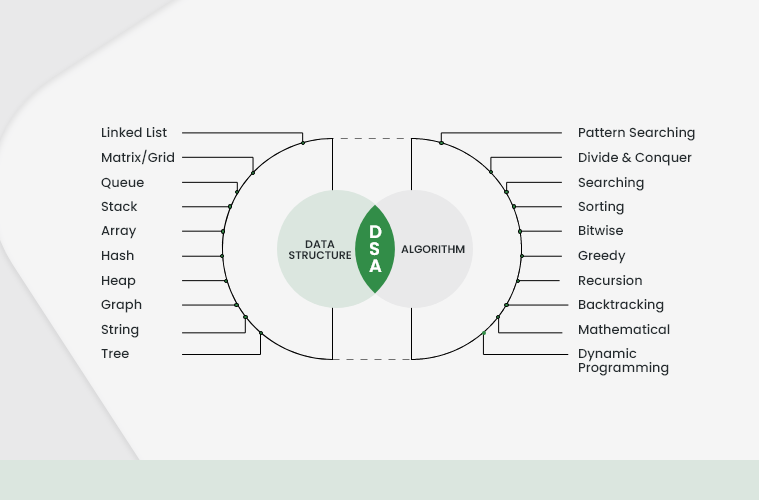 Linked List
Matrix/Grid
Queue
Stack
Array
Hash
Heap
Graph
String
Tree
DATA
STRUCTURE
D
S
A
ALGORITHM
Pattern Searching
Divide & Conquer
Searching
Sorting
Bitwise
Greedy
Recursion
Backtracking
Mathematical
Dynamic
Programming